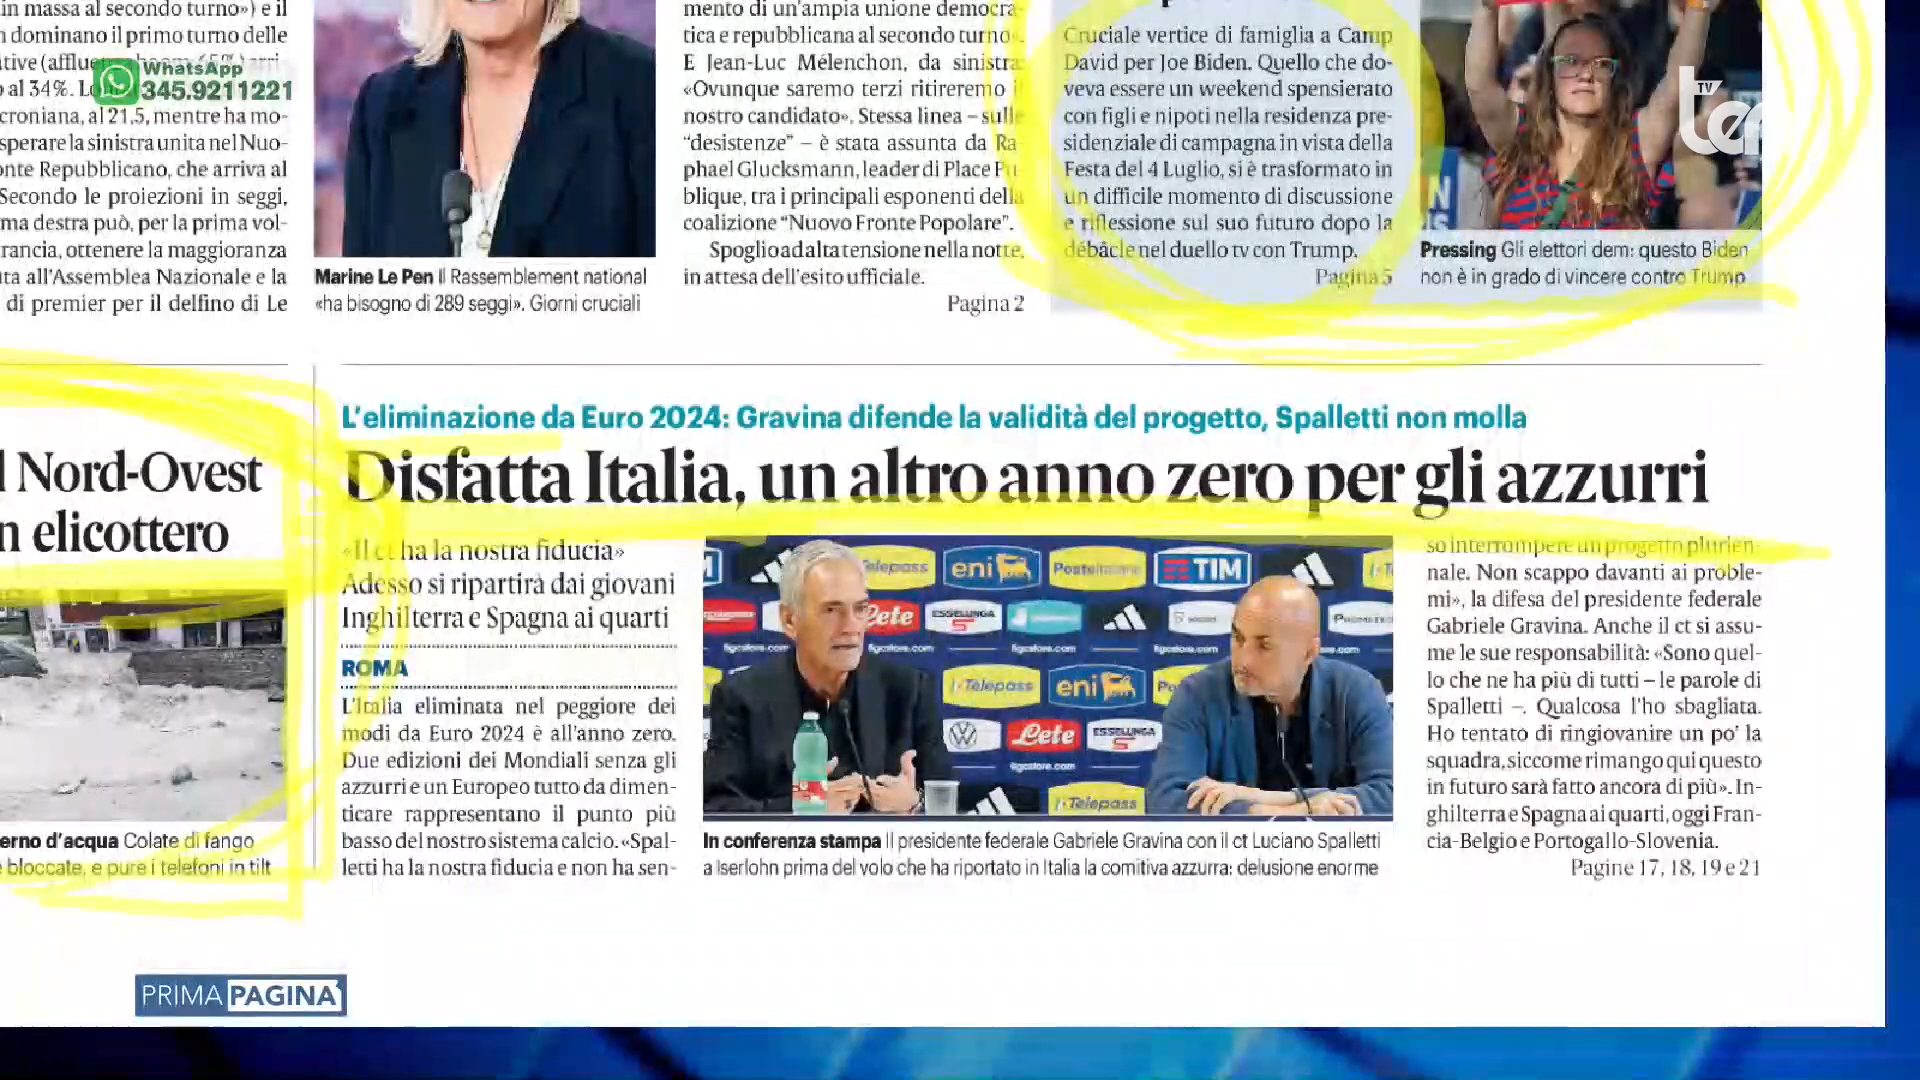 in massa al secondo turno») e il
dominano il primo turno delle
al 34%.
croniana, al 21,5, mentre ha mo-
sperare la sinistra unita nel Nuo-
onte Repubblicano, che arriva al
Secondo le proiezioni in seggi,
ma destra può, per la prima vol-
rancia, ottenere la maggioranza
ta all'Assemblea Nazionale e la
di premier per il delfino di Le
WhatsApp
345.9211221
Marine Le Pen Il Rassemblement national
«ha bisogno di 289 seggi». Giorni cruciali
mento di un'ampia unione democra-
tica e repubblicana al secondo turno».
E Jean-Luc Mélenchon, da sinistra:
«Ovunque saremo terzi ritireremo il
nostro candidato». Stessa linea – sulle
"desistenze" – è stata assunta da Ra-
phael Glucksmann, leader di Place Pu-
blique, tra i principali esponenti della
coalizione "Nuovo Fronte Popolare".
Spoglio ad alta tensione nella notte,
in attesa dell'esito ufficiale.
Pagina 2
Cruciale vertice di famiglia a Camp
David per Joe Biden. Quello che do-
veva essere un weekend spensierato
con figli e nipoti nella residenza pre-
sidenziale di campagna in vista della
Festa del 4 Luglio, si è trasformato in
un difficile momento di discussione
e riflessione sul suo futuro dopo la
débâcle nel duello tv con Trump.
Pagina 5
TV
Pressing Gli elettori dem: questo Biden
non è in grado di vincere contro Trump
l Nord-Ovest
n elicottero
erno d'acqua Colate di fango
e bloccate, e pure i telefoni in tilt
L'eliminazione da Euro 2024: Gravina difende la validità del progetto, Spalletti non molla
Disfatta Italia, un altro anno zero per gli azzurri
«Il ct ha la nostra fiducia»
Adesso si ripartirà dai giovani
Inghilterra e Spagna ai quarti
ROMA
L'Italia eliminata nel peggiore dei
modi da Euro 2024 è all'anno zero.
Due edizioni dei Mondiali senza gli
azzurri e un Europeo tutto da dimen-
ticare rappresentano il punto più
basso del nostro sistema calcio. «Spal-
letti ha la nostra fiducia e non ha sen-
Telepass
eni
Poste italiane
TIM
Lete
ESSELUNGA
figcstore.com
Telepass
eni
Lete
ESSELUNGA
figcstore.com
Telepass
In conferenza stampa Il presidente federale Gabriele Gravina con il ct Luciano Spalletti
a Iserlohn prima del volo che ha riportato in Italia la comitiva azzurra: delusione enorme
so interrompere un progetto plurien-
nale. Non scappo davanti ai proble-
mi», la difesa del presidente federale
Gabriele Gravina. Anche il ct si assu-
me le sue responsabilità: «Sono quel-
lo che ne ha più di tutti – le parole di
Spalletti –. Qualcosa l'ho sbagliata.
Ho tentato di ringiovanire un po' la
squadra, siccome rimango qui questo
in futuro sarà fatto ancora di più». In-
ghilterra e Spagna ai quarti, oggi Fran-
cia-Belgio e Portogallo-Slovenia.
Pagine 17, 18, 19 e 21
PRIMA PAGINA